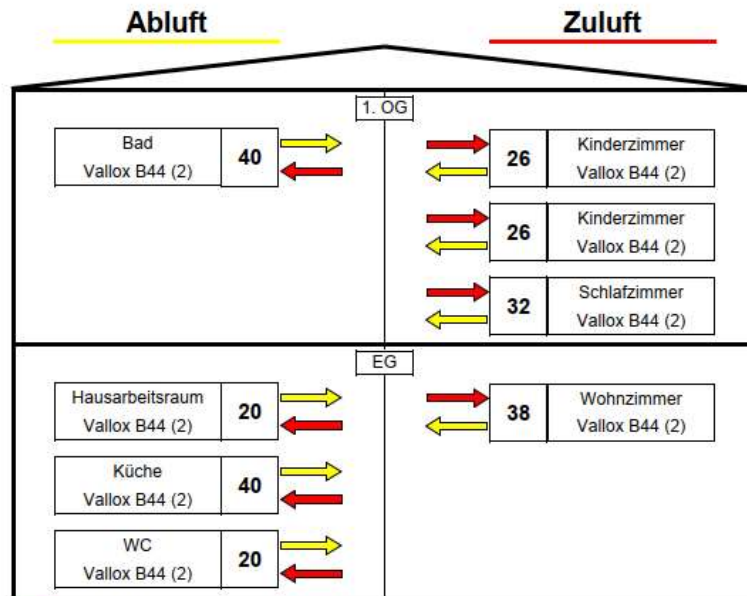 Abluft
Zuluft
1. OG
Bad
Vallox B44 (2)
40
26
Kinderzimmer
Vallox B44 (2)
26
Kinderzimmer
Vallox B44 (2)
32
Schlafzimmer
Vallox B44 (2)
EG
Hausarbeitsraum
Vallox B44 (2)
20
38
Wohnzimmer
Vallox B44 (2)
Küche
Vallox B44 (2)
40
WC
Vallox B44 (2)
20